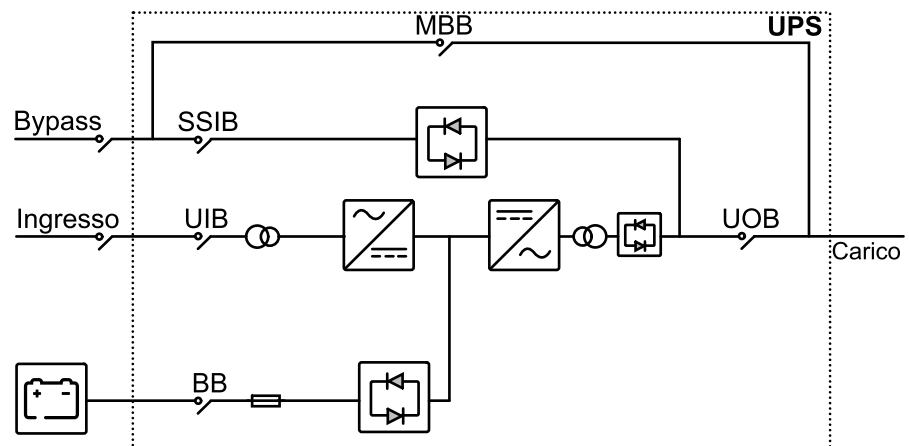 MBB
UPS
Bypass
SSIB
Ingresso
UIB
UOB
Carico
BB